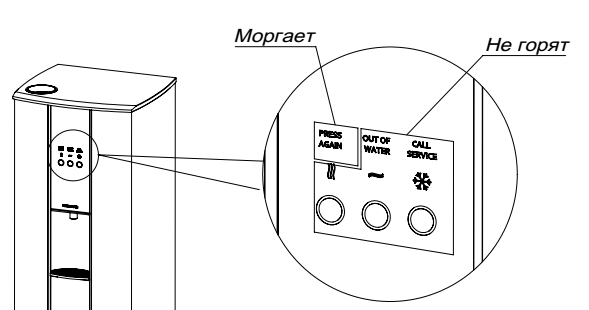 Моргает
Не горят
PRESS
AGAIN
OUT OF
WATER
CALL
SERVICE